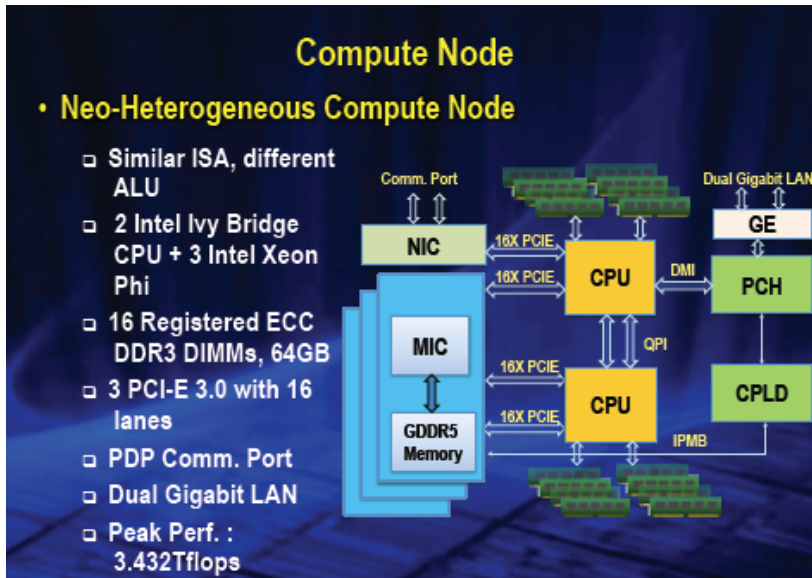 Compute Node
• Neo-Heterogeneous Compute Node
❑ Similar ISA, different
ALU
❑ 2 Intel Ivy Bridge
CPU + 3 Intel Xeon
Phi
❑ 16 Registered ECC
DDR3 DIMMs, 64GB
❑ 3 PCI-E 3.0 with 16
lanes
❑ PDP Comm. Port
❑ Dual Gigabit LAN
❑ Peak Perf. :
3.432Tflops
Comm. Port
Dual Gigabit LAN
NIC
16X PCIE
GE
16X PCIE
CPU
DMI
PCH
MIC
QPI
16X PCIE
CPU
CPLD
16X PCIE
GDDR5
Memory
IPMB